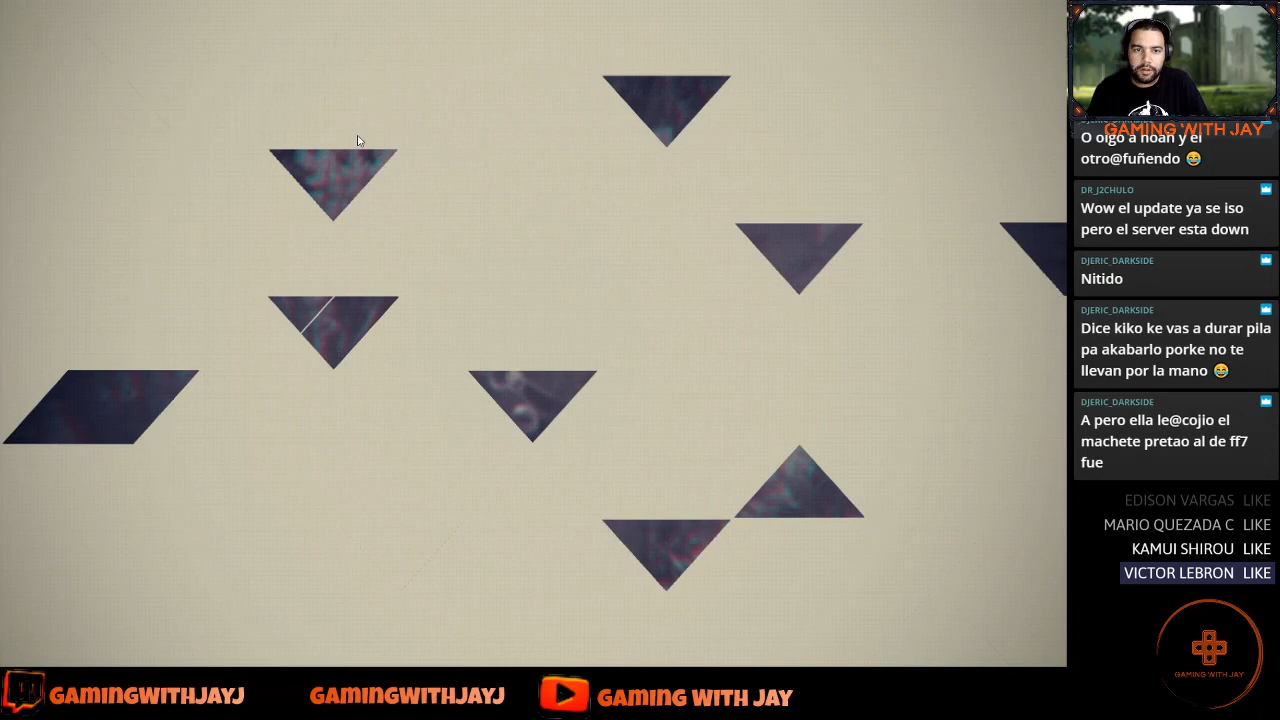 GAMING WITH JAY
O oigo a noah y el
otro@fuñendo 😂
DR_J2CHULO
Wow el update ya se iso
pero el server esta down
DJERIC_DARKSIDE
Nitido
DJERIC_DARKSIDE
Dice kiko ke vas a durar pila
pa akabarlo porke no te
llevan por la mano 😂
DJERIC_DARKSIDE
A pero ella le@cojio el
machete pretao al de ff7
fue
EDISON VARGAS LIKE
MARIO QUEZADA C LIKE
KAMUI SHIROU LIKE
VICTOR LEBRON LIKE
GAMING WITH JAY
GAMINGWITHJAYJ
GAMINGWITHJAYJ
GAMING WITH JAY